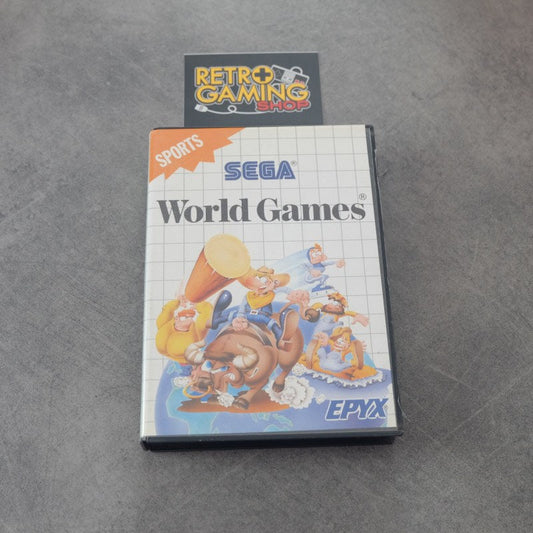 RETRO
GAMING
SHOP
SPORTS
SEGA®
World Games®
EPYX